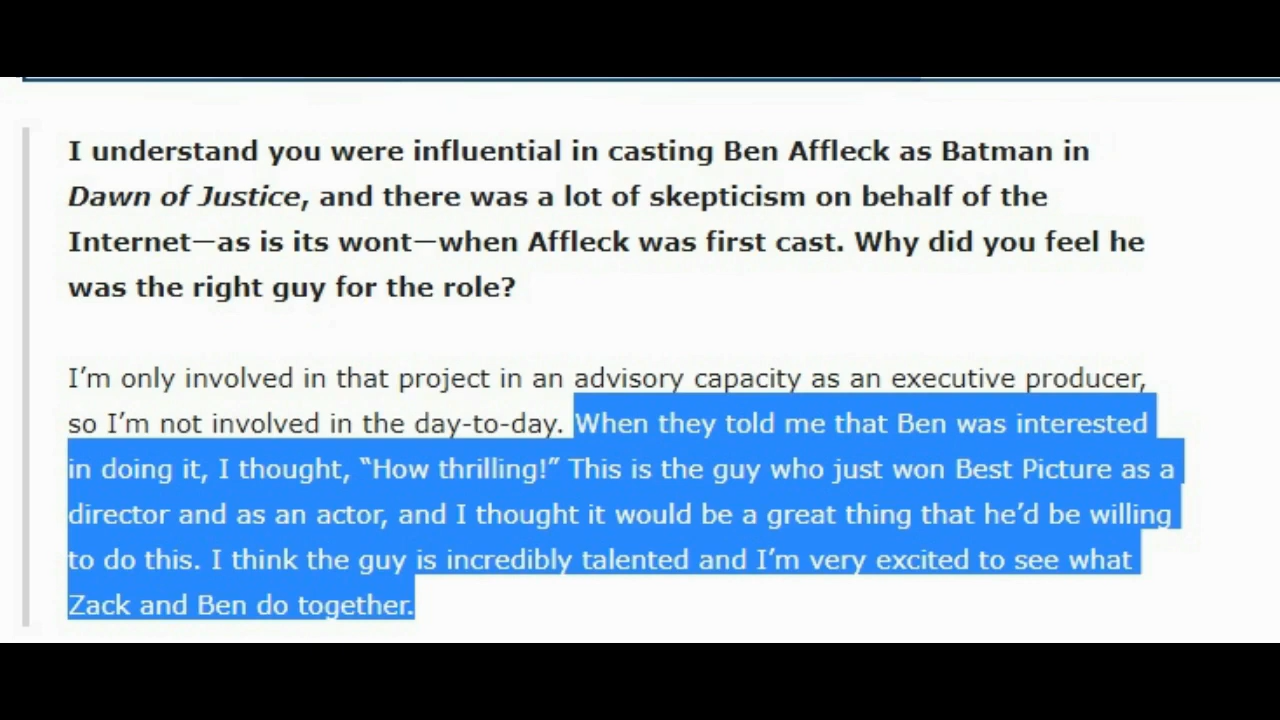 I understand you were influential in casting Ben Affleck as Batman in
Dawn of Justice, and there was a lot of skepticism on behalf of the
Internet—as is its wont—when Affleck was first cast. Why did you feel he
was the right guy for the role?
I’m only involved in that project in an advisory capacity as an executive producer,
so I’m not involved in the day-to-day. When they told me that Ben was interested
in doing it, I thought, “How thrilling!” This is the guy who just won Best Picture as a
director and as an actor, and I thought it would be a great thing that he’d be willing
to do this. I think the guy is incredibly talented and I’m very excited to see what
Zack and Ben do together.